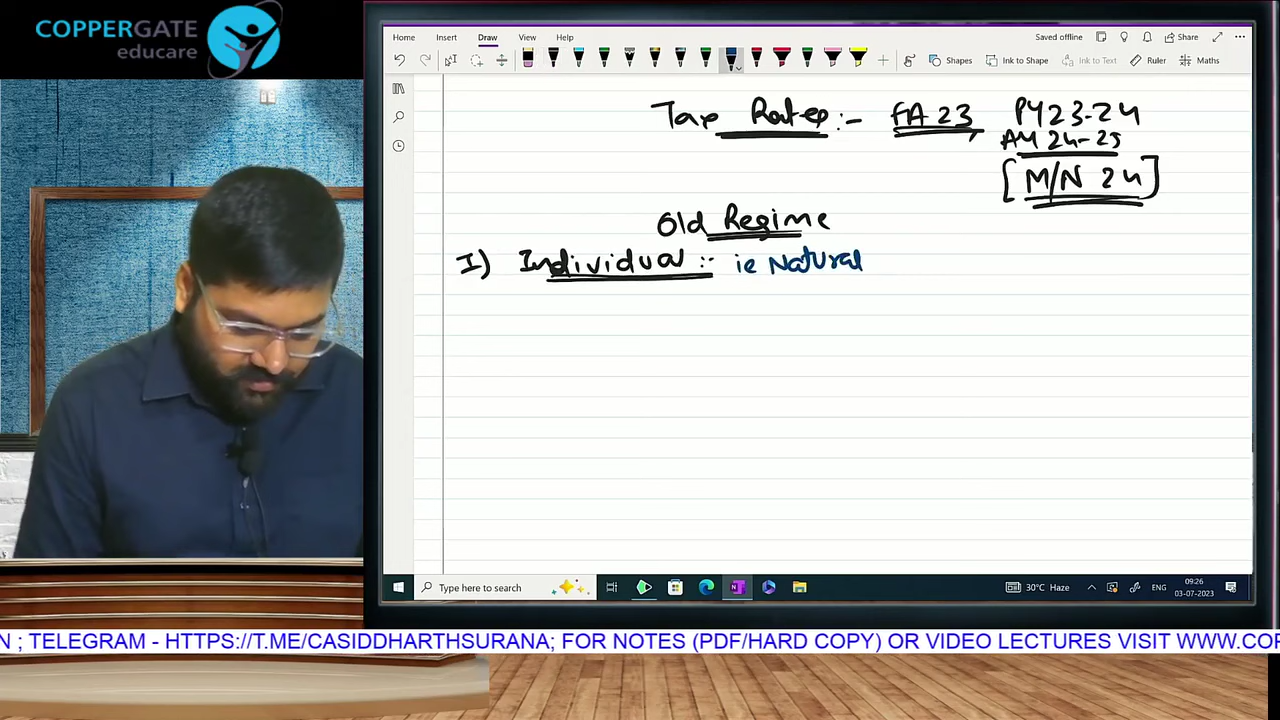 COPPERGATE
educare
Home Insert Draw View Help
Saved offline
Share
Shapes
Ink to Shape
Ink to Text
Ruler
Maths
Tax Rates :- FA 23, PY 23-24
AY 24-25
[M/N 24]
Old Regime
I) Individual :- ie Natural
Type here to search
30°C Haze
ENG
09:26
03-07-2023
N ; TELEGRAM - HTTPS://T.ME/CASIDDHARTHSURANA; FOR NOTES (PDF/HARD COPY) OR VIDEO LECTURES VISIT WWW.COP